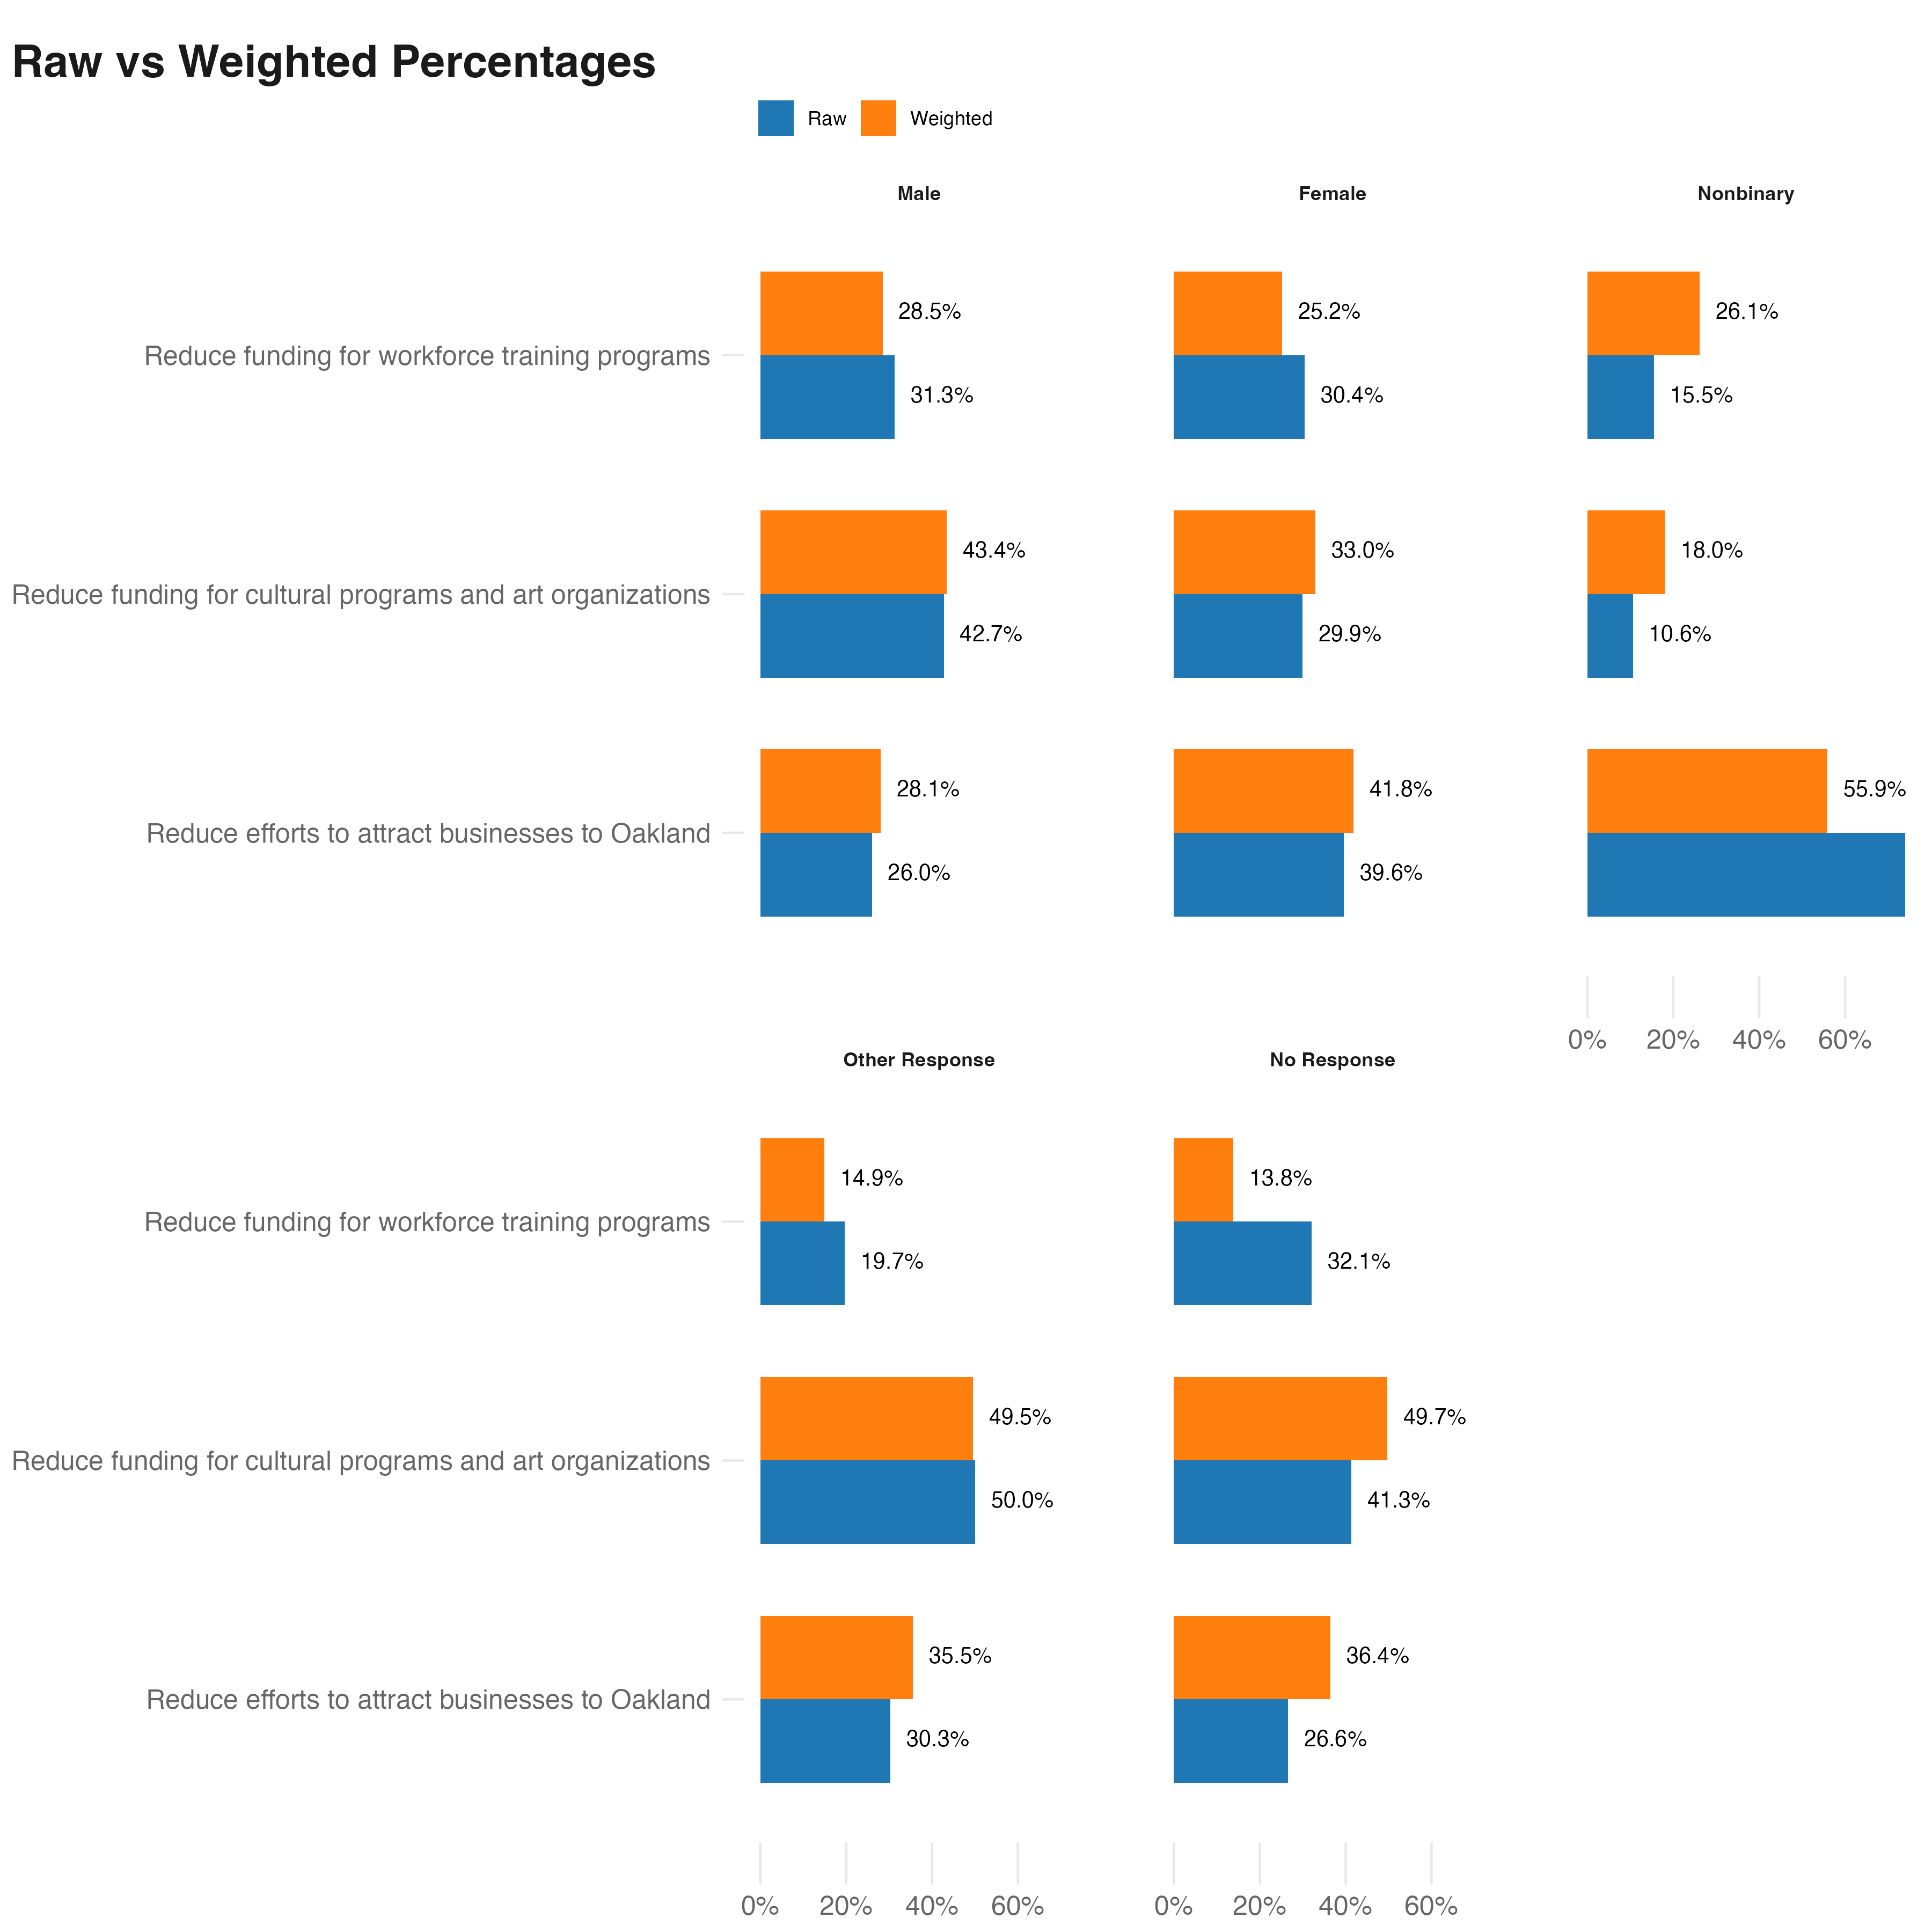 Raw vs Weighted Percentages
Raw Weighted
Male Female Nonbinary
28.5% 25.2% 26.1%
Reduce funding for workforce training programs
31.3% 30.4% 15.5%
43.4% 33.0% 18.0%
Reduce funding for cultural programs and art organizations
42.7% 29.9% 10.6%
28.1% 41.8% 55.9%
Reduce efforts to attract businesses to Oakland
26.0% 39.6%
0% 20% 40% 60%
Other Response No Response
14.9% 13.8%
Reduce funding for workforce training programs
19.7% 32.1%
49.5% 49.7%
Reduce funding for cultural programs and art organizations
50.0% 41.3%
35.5% 36.4%
Reduce efforts to attract businesses to Oakland
30.3% 26.6%
0% 20% 40% 60% 0% 20% 40% 60%